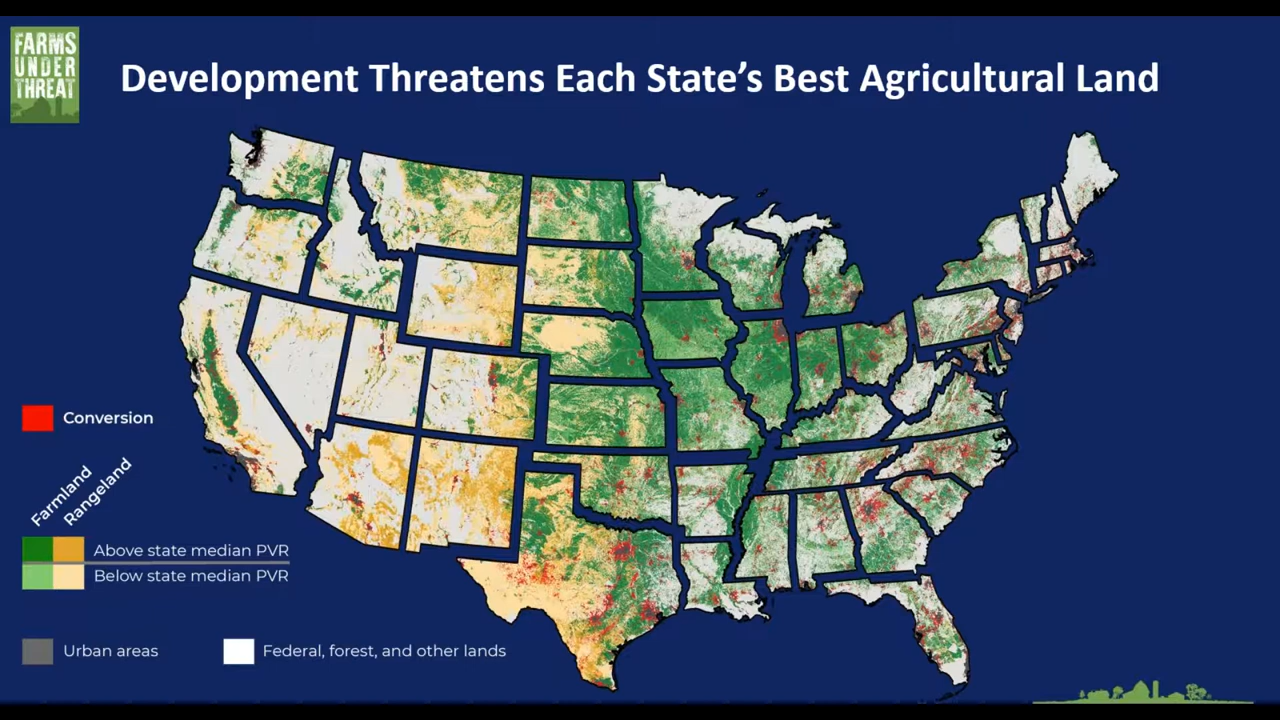 FARMS
UNDER
THREAT
Development Threatens Each State's Best Agricultural Land
Conversion
Farmland
Rangeland
Above state median PVR
Below state median PVR
Urban areas
Federal, forest, and other lands